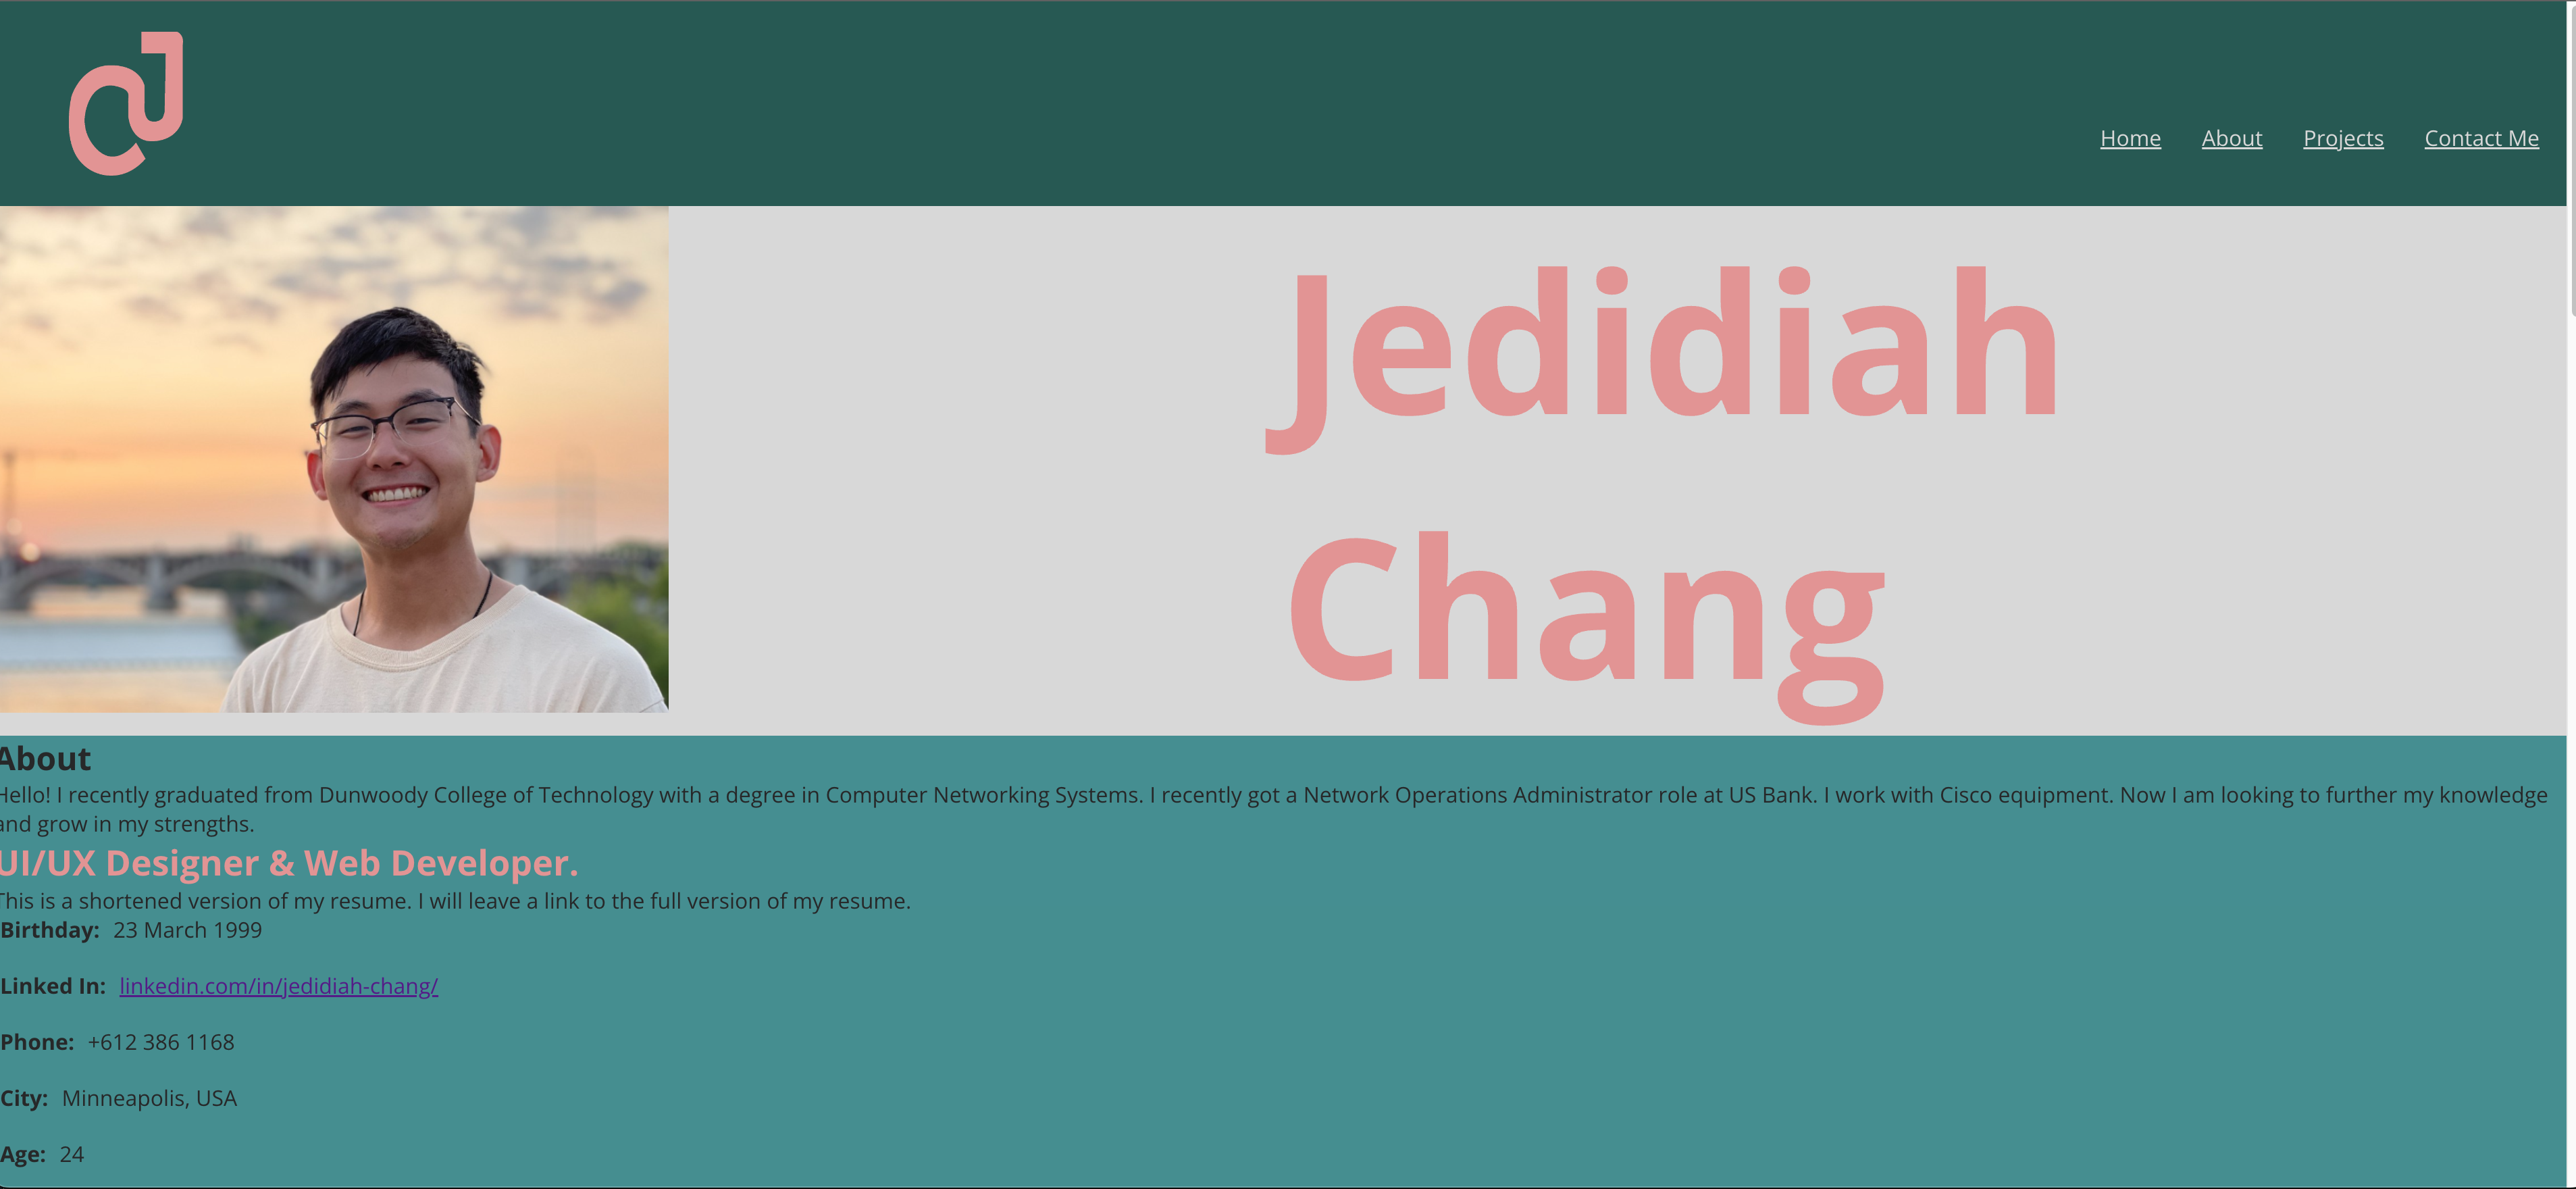 Home About Projects Contact Me
Jedidiah
Chang
About
Hello! I recently graduated from Dunwoody College of Technology with a degree in Computer Networking Systems. I recently got a Network Operations Administrator role at US Bank. I work with Cisco equipment. Now I am looking to further my knowledge
and grow in my strengths.
UI/UX Designer & Web Developer.
This is a shortened version of my resume. I will leave a link to the full version of my resume.
Birthday: 23 March 1999
Linked In: linkedin.com/in/jedidiah-chang/
Phone: +612 386 1168
City: Minneapolis, USA
Age: 24